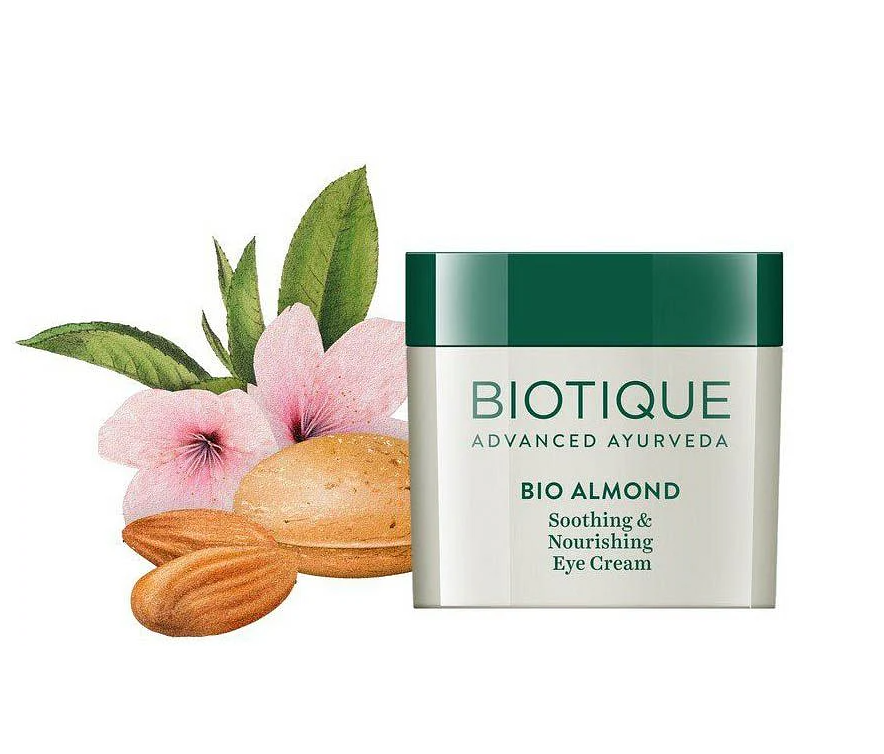 BIOTIQUE
ADVANCED AYURVEDA
BIO ALMOND
Soothing &
Nourishing
Eye Cream